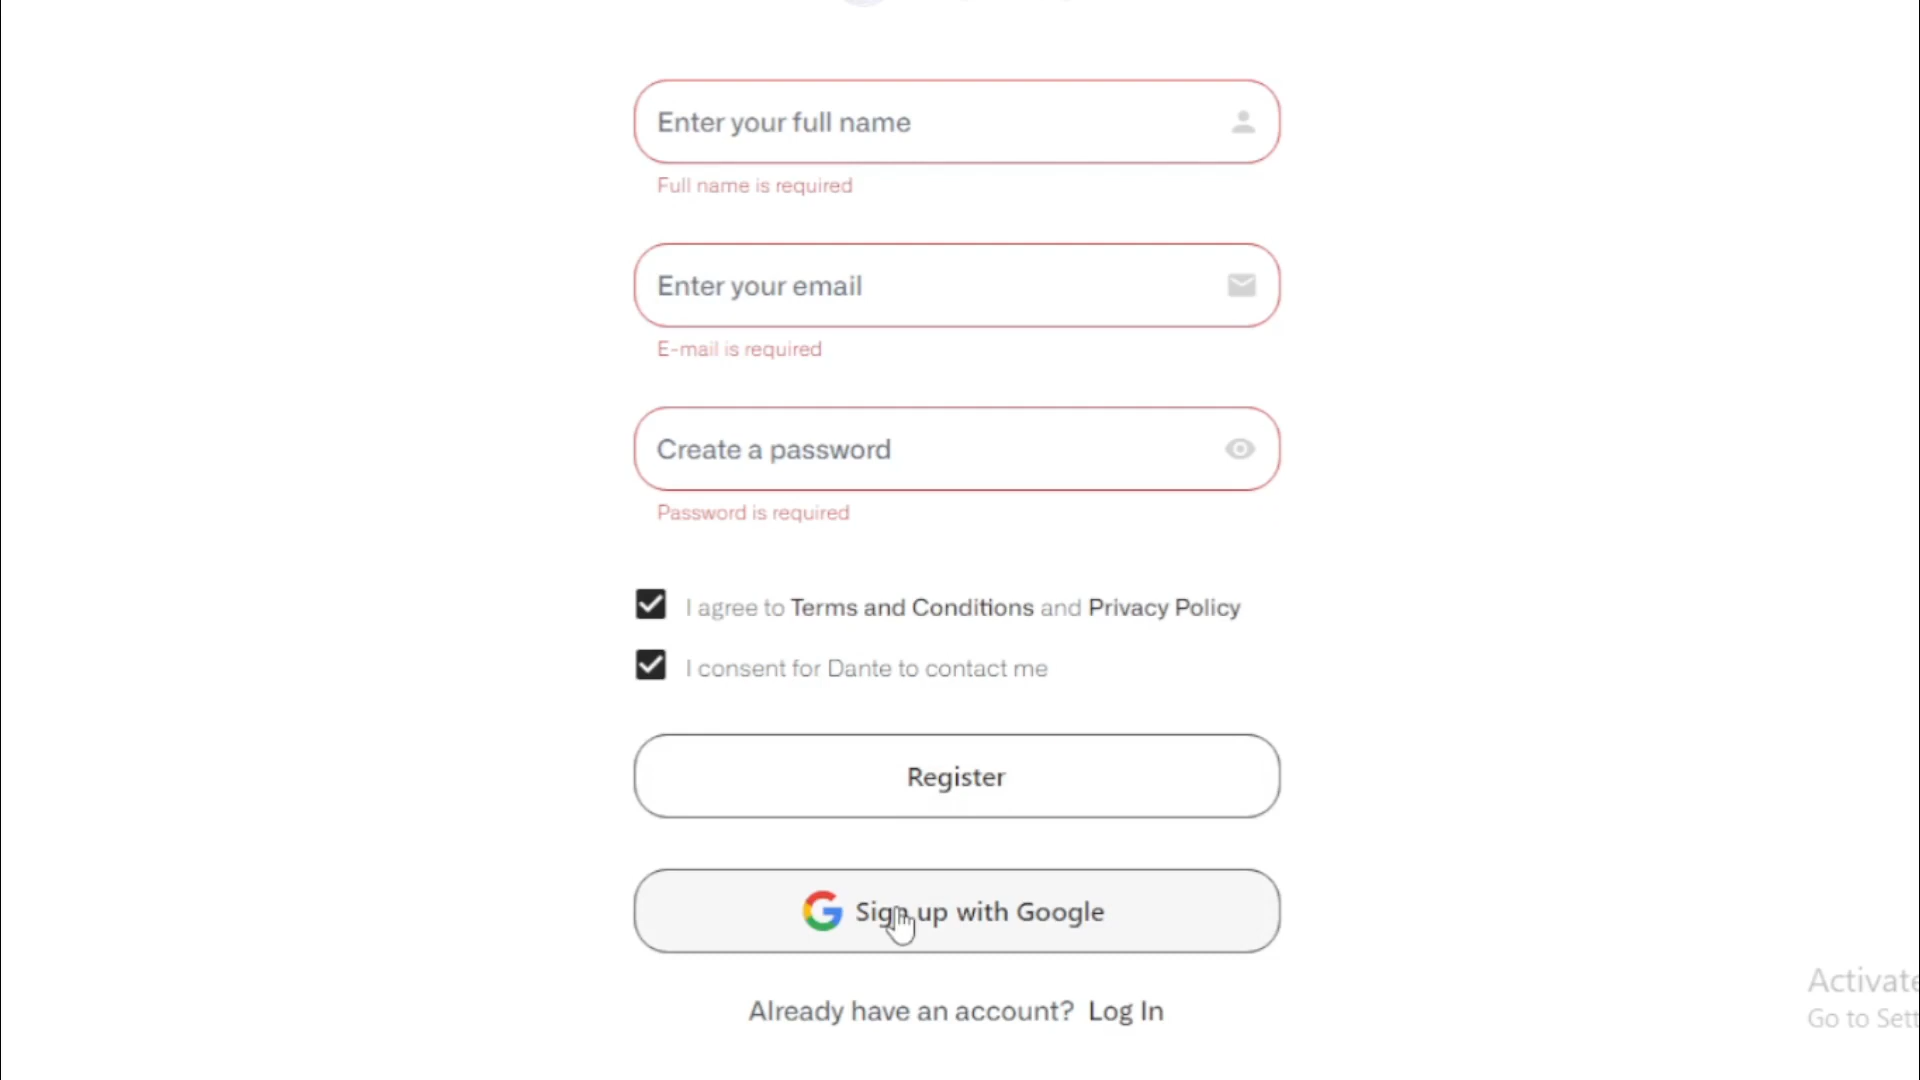 Enter your full name
Full name is required
Enter your email
E-mail is required
Create a password
Password is required
I agree to Terms and Conditions and Privacy Policy
I consent for Dante to contact me
Register
Sign up with Google
Already have an account? Log In
Activate
Go to Sett